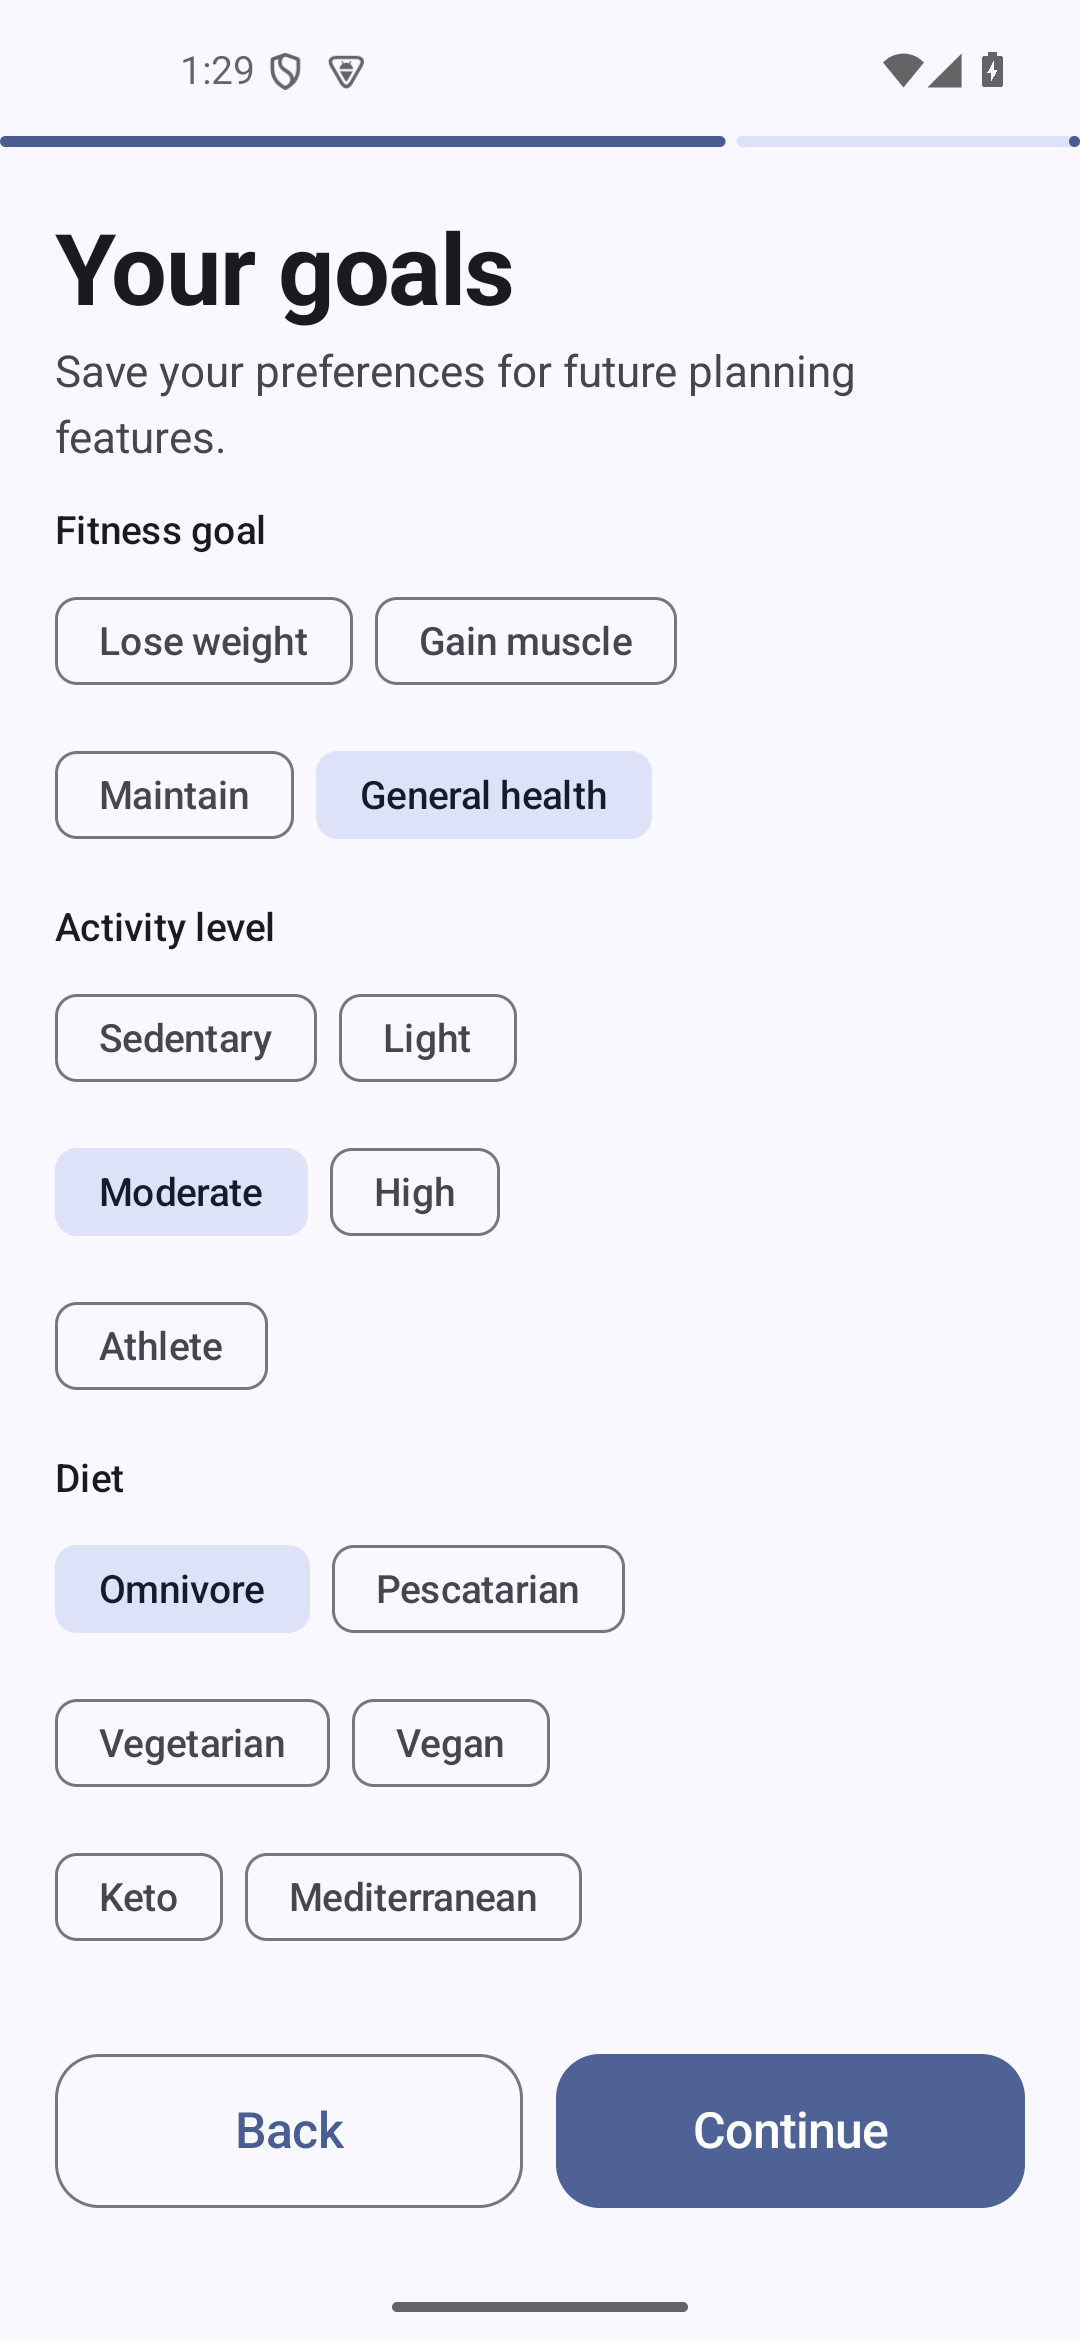 1:29
Your goals
Save your preferences for future planning
features.
Fitness goal
Lose weight Gain muscle
Maintain General health
Activity level
Sedentary Light
Moderate High
Athlete
Diet
Omnivore Pescatarian
Vegetarian Vegan
Keto Mediterranean
Back Continue